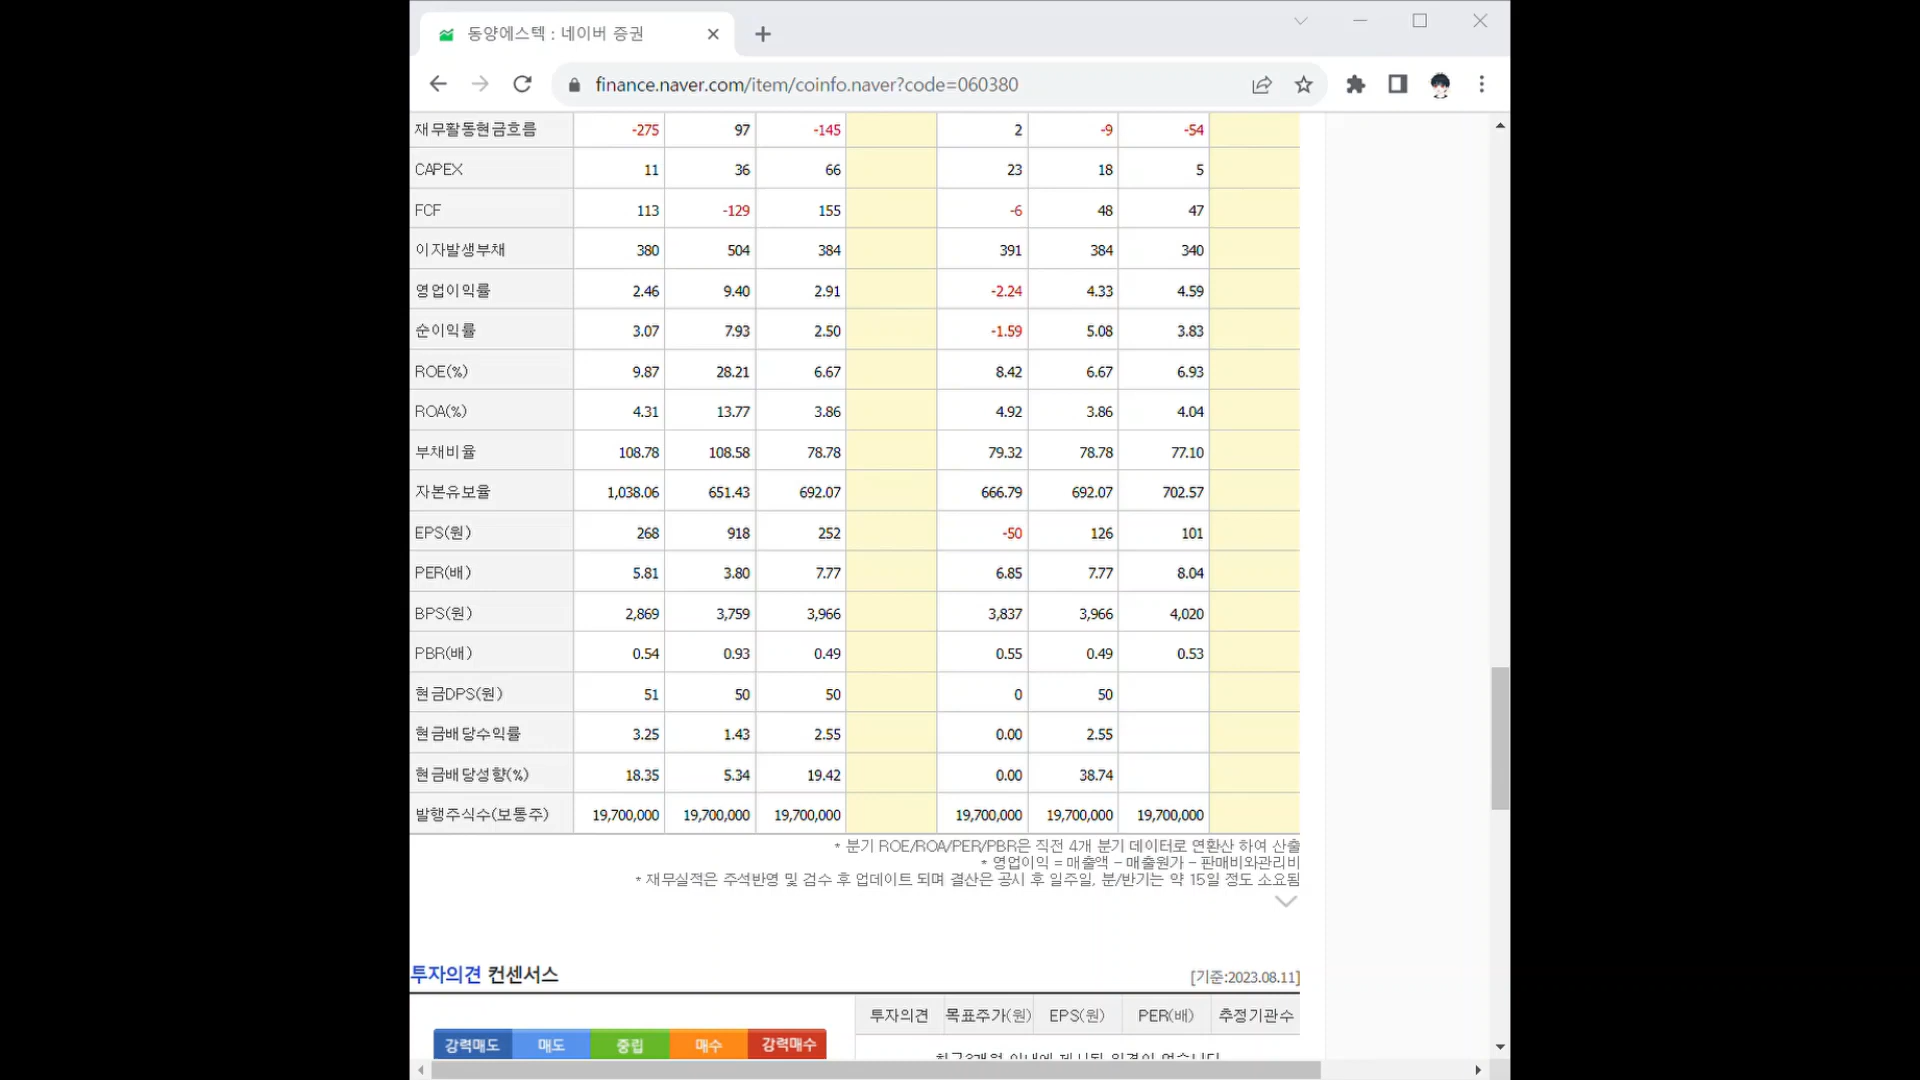 동양에스텍 : 네이버 증권
finance.naver.com/item/coinfo.naver?code=060380
재무활동현금흐름 -275 97 -145 2 -9 -54
CAPEX 11 36 66 23 18 5
FCF 113 -129 155 -6 48 47
이자발생부채 380 504 384 391 384 340
영업이익률 2.46 9.40 2.91 -2.24 4.33 4.59
순이익률 3.07 7.93 2.50 -1.59 5.08 3.83
ROE(%) 9.87 28.21 6.67 8.42 6.67 6.93
ROA(%) 4.31 13.77 3.86 4.92 3.86 4.04
부채비율 108.78 108.58 78.78 79.32 78.78 77.10
자본유보율 1,038.06 651.43 692.07 666.79 692.07 702.57
EPS(원) 268 918 252 -50 126 101
PER(배) 5.81 3.80 7.77 6.85 7.77 8.04
BPS(원) 2,869 3,759 3,966 3,837 3,966 4,020
PBR(배) 0.54 0.93 0.49 0.55 0.49 0.53
현금DPS(원) 51 50 50 0 50
현금배당수익률 3.25 1.43 2.55 0.00 2.55
현금배당성향(%) 18.35 5.34 19.42 0.00 38.74
발행주식수(보통주) 19,700,000 19,700,000 19,700,000 19,700,000 19,700,000 19,700,000
* 분기 ROE/ROA/PER/PBR은 직전 4개 분기 데이터로 연환산 하여 산출
* 영업이익 = 매출액 - 매출원가 - 판매비와관리비
* 재무실적은 주석반영 및 검수 후 업데이트 되며 결산은 공시 후 일주일, 분/반기는 약 15일 정도 소요됨
투자의견 컨센서스 [기준:2023.08.11]
투자의견 목표주가(원) EPS(원) PER(배) 추정기관수
강력매도 매도 중립 매수 강력매수